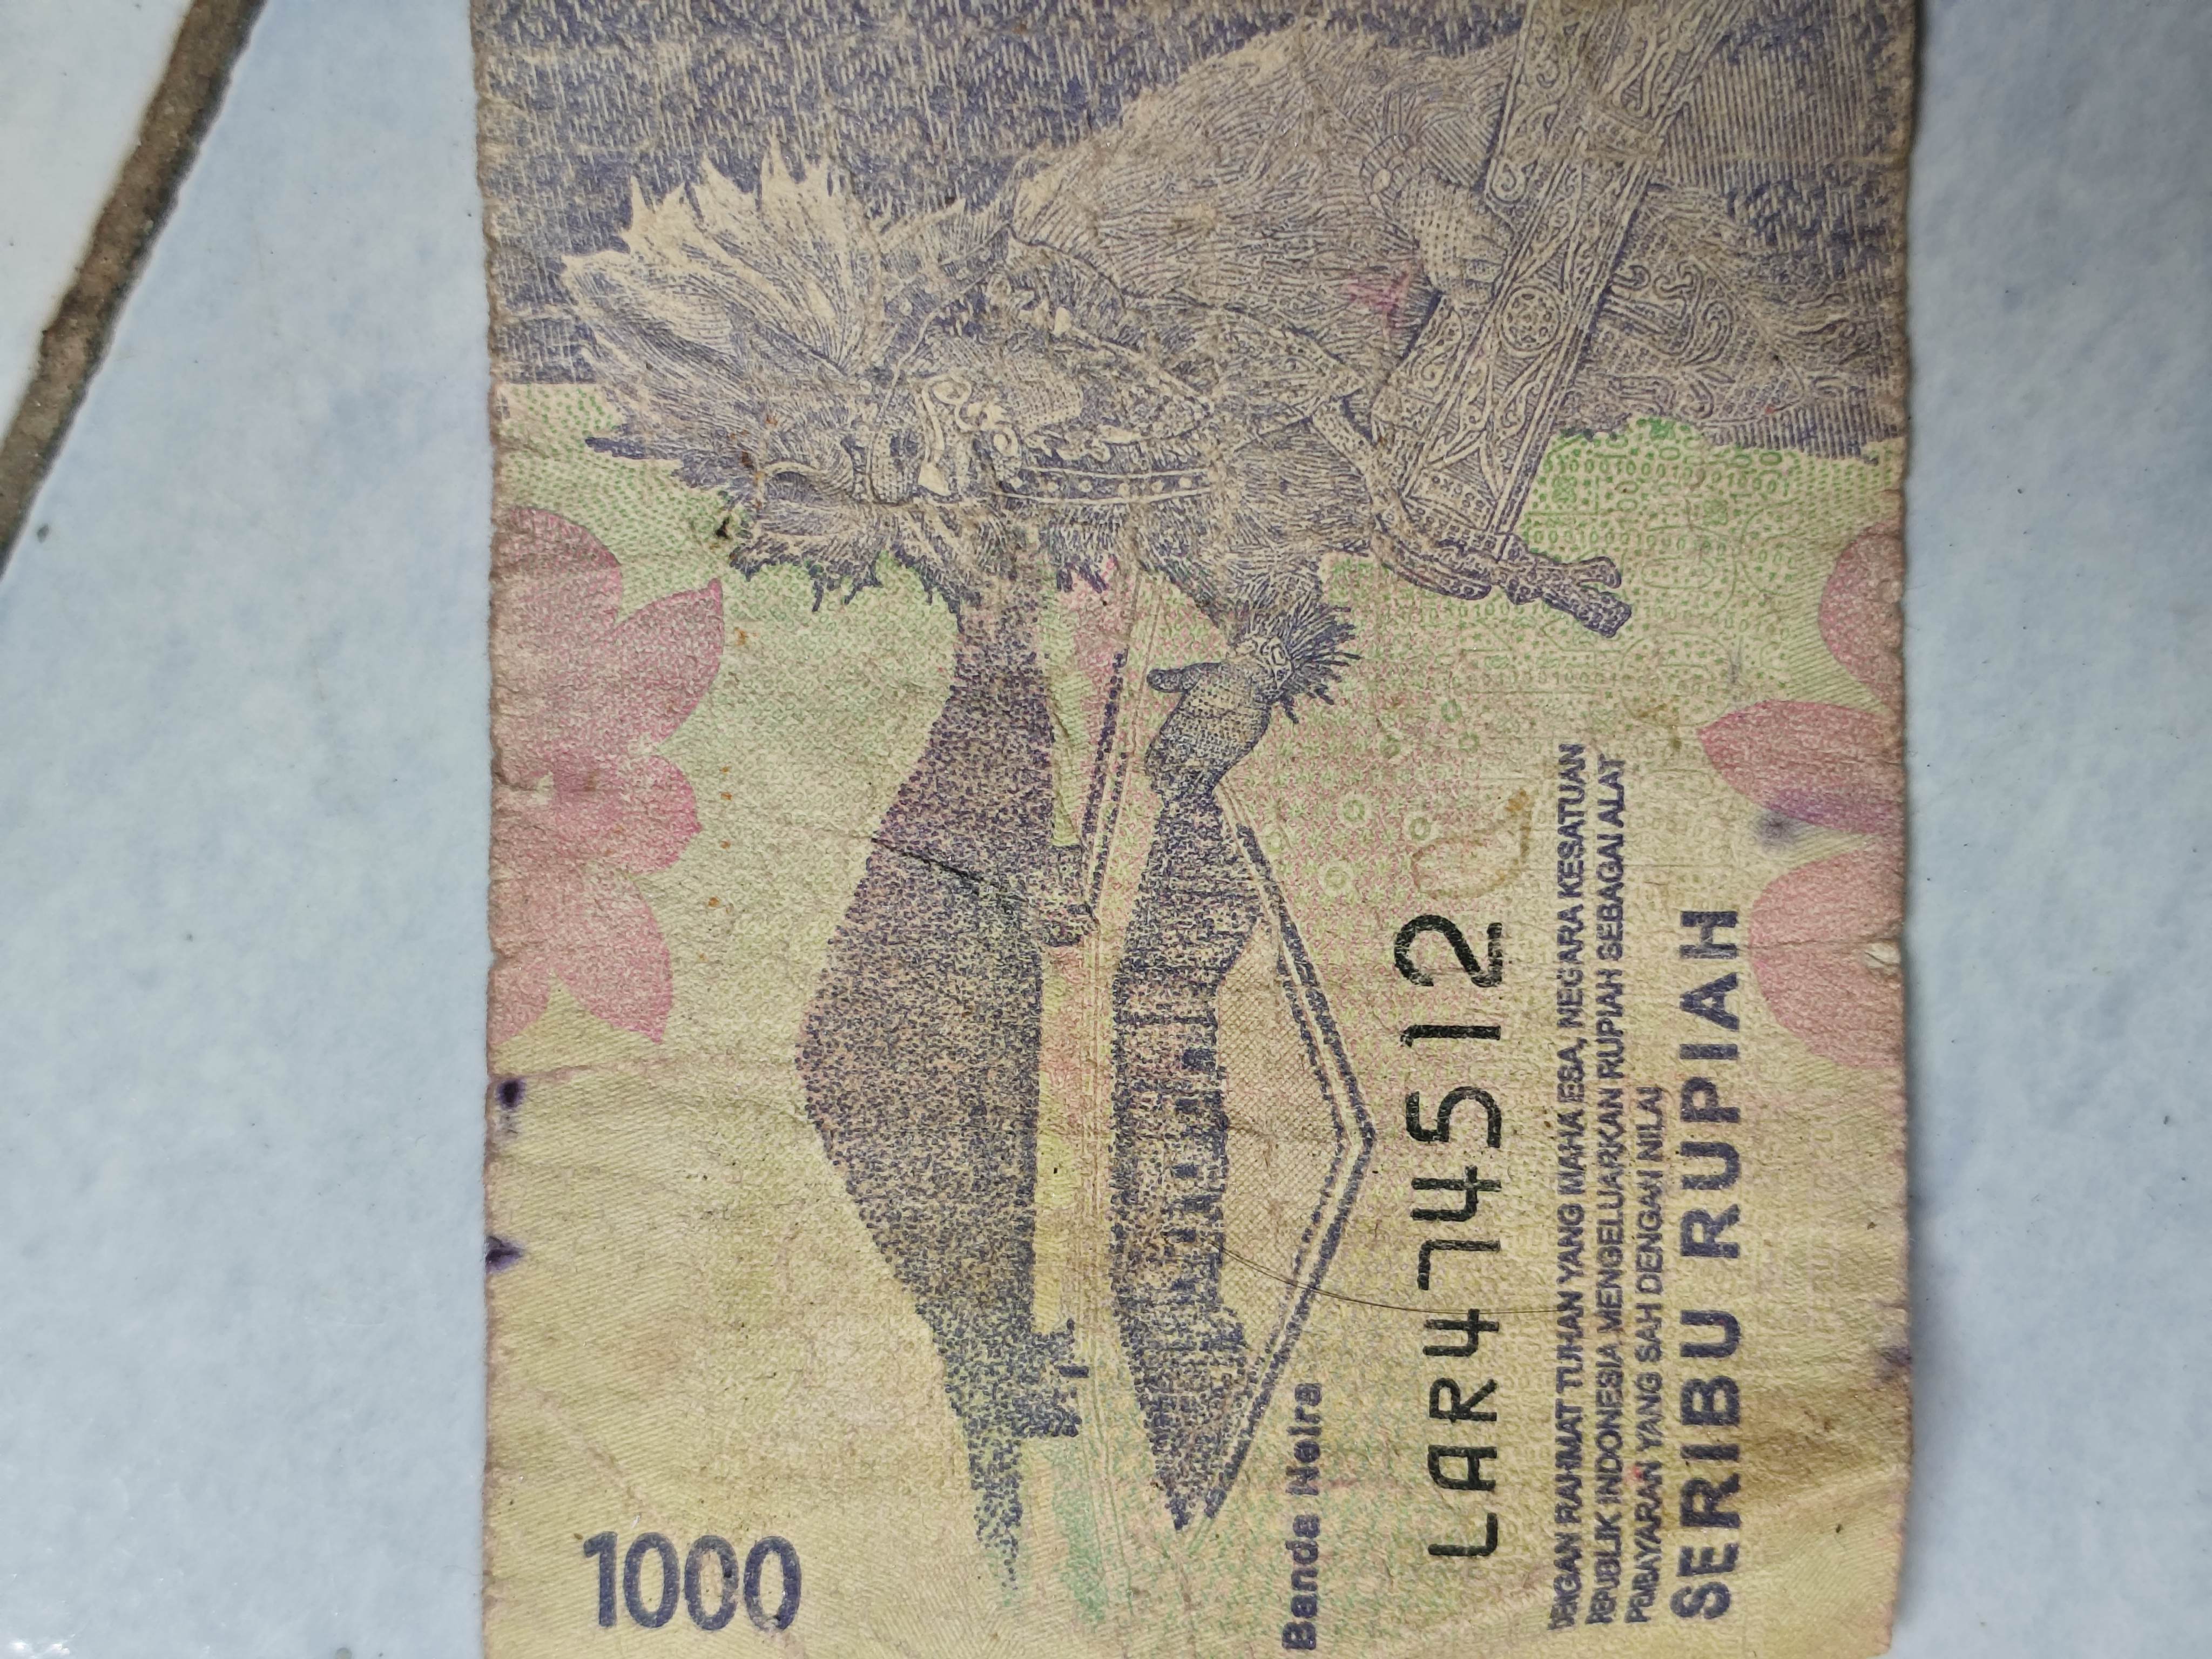 1000
Banda Neira
LAR474512
DENGAN RAHMAT TUHAN YANG MAHA ESA, NEGARA KESATUAN
REPUBLIK INDONESIA MENGELUARKAN RUPIAH SEBAGAI ALAT
PEMBAYARAN YANG SAH DENGAN NILAI
SERIBU RUPIAH